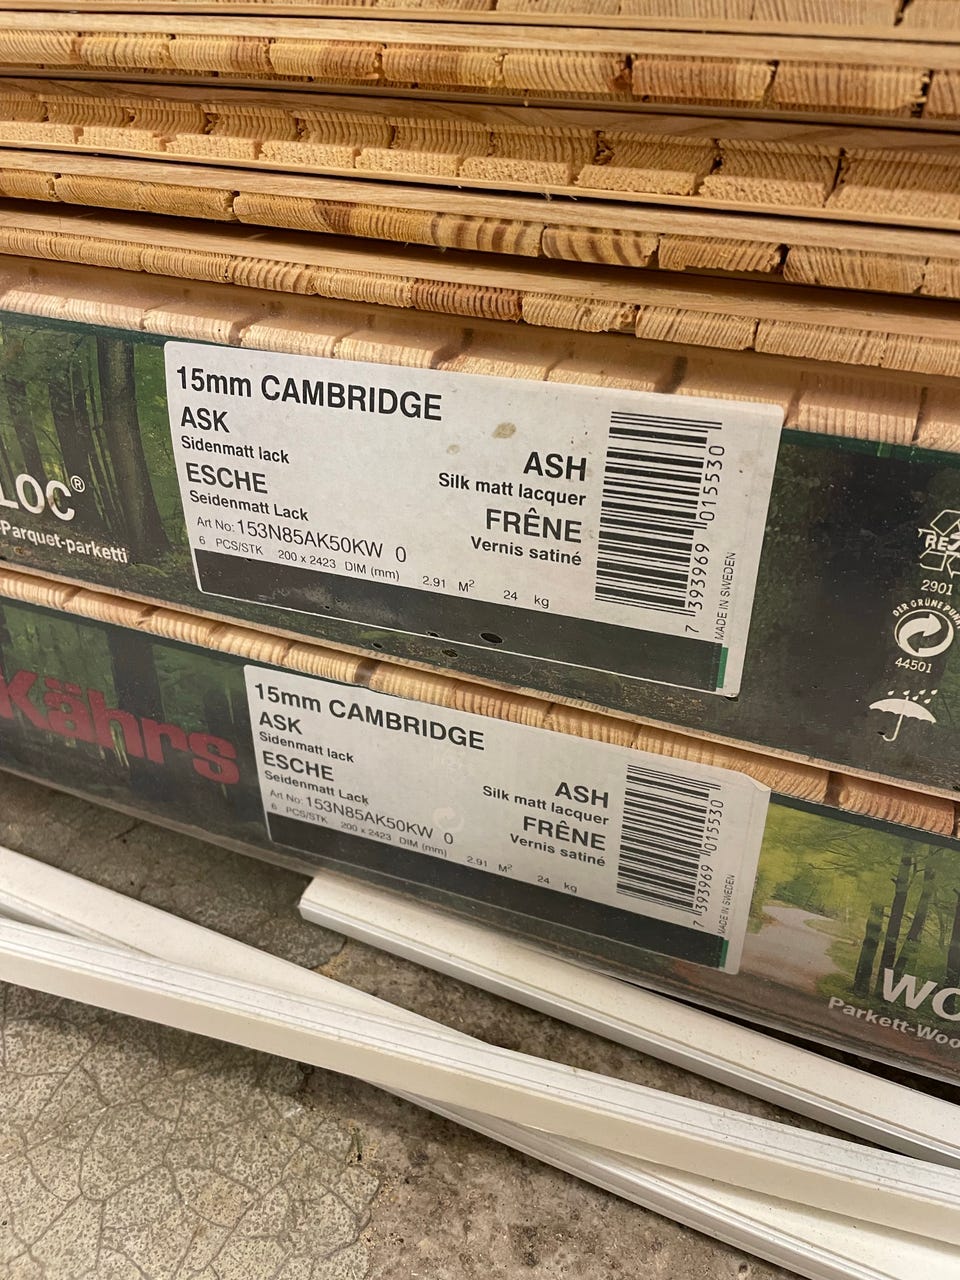 15mm CAMBRIDGE
ASK
Sidenmatt lack
ESCHE
Seidenmatt Lack
Art No: 153N85AK50KW 0
6 PCS/STK 200 x 2423 DIM (mm) 2.91 M² 24 kg
ASH
Silk matt lacquer
FRÊNE
Vernis satiné
7 393969 015530
MADE IN SWEDEN
LOC®
-Parquet-parketti
RE
2901
DER GRÜNE PUNKT
44501
Kährs
15mm CAMBRIDGE
ASK
Sidenmatt lack
ESCHE
Seidenmatt Lack
Art No: 153N85AK50KW 0
6 PCS/STK 200 x 2423 DIM (mm) 2.91 M² 24 kg
ASH
Silk matt lacquer
FRÊNE
Vernis satiné
7 393969 015530
MADE IN SWEDEN
WO
Parkett-Woo